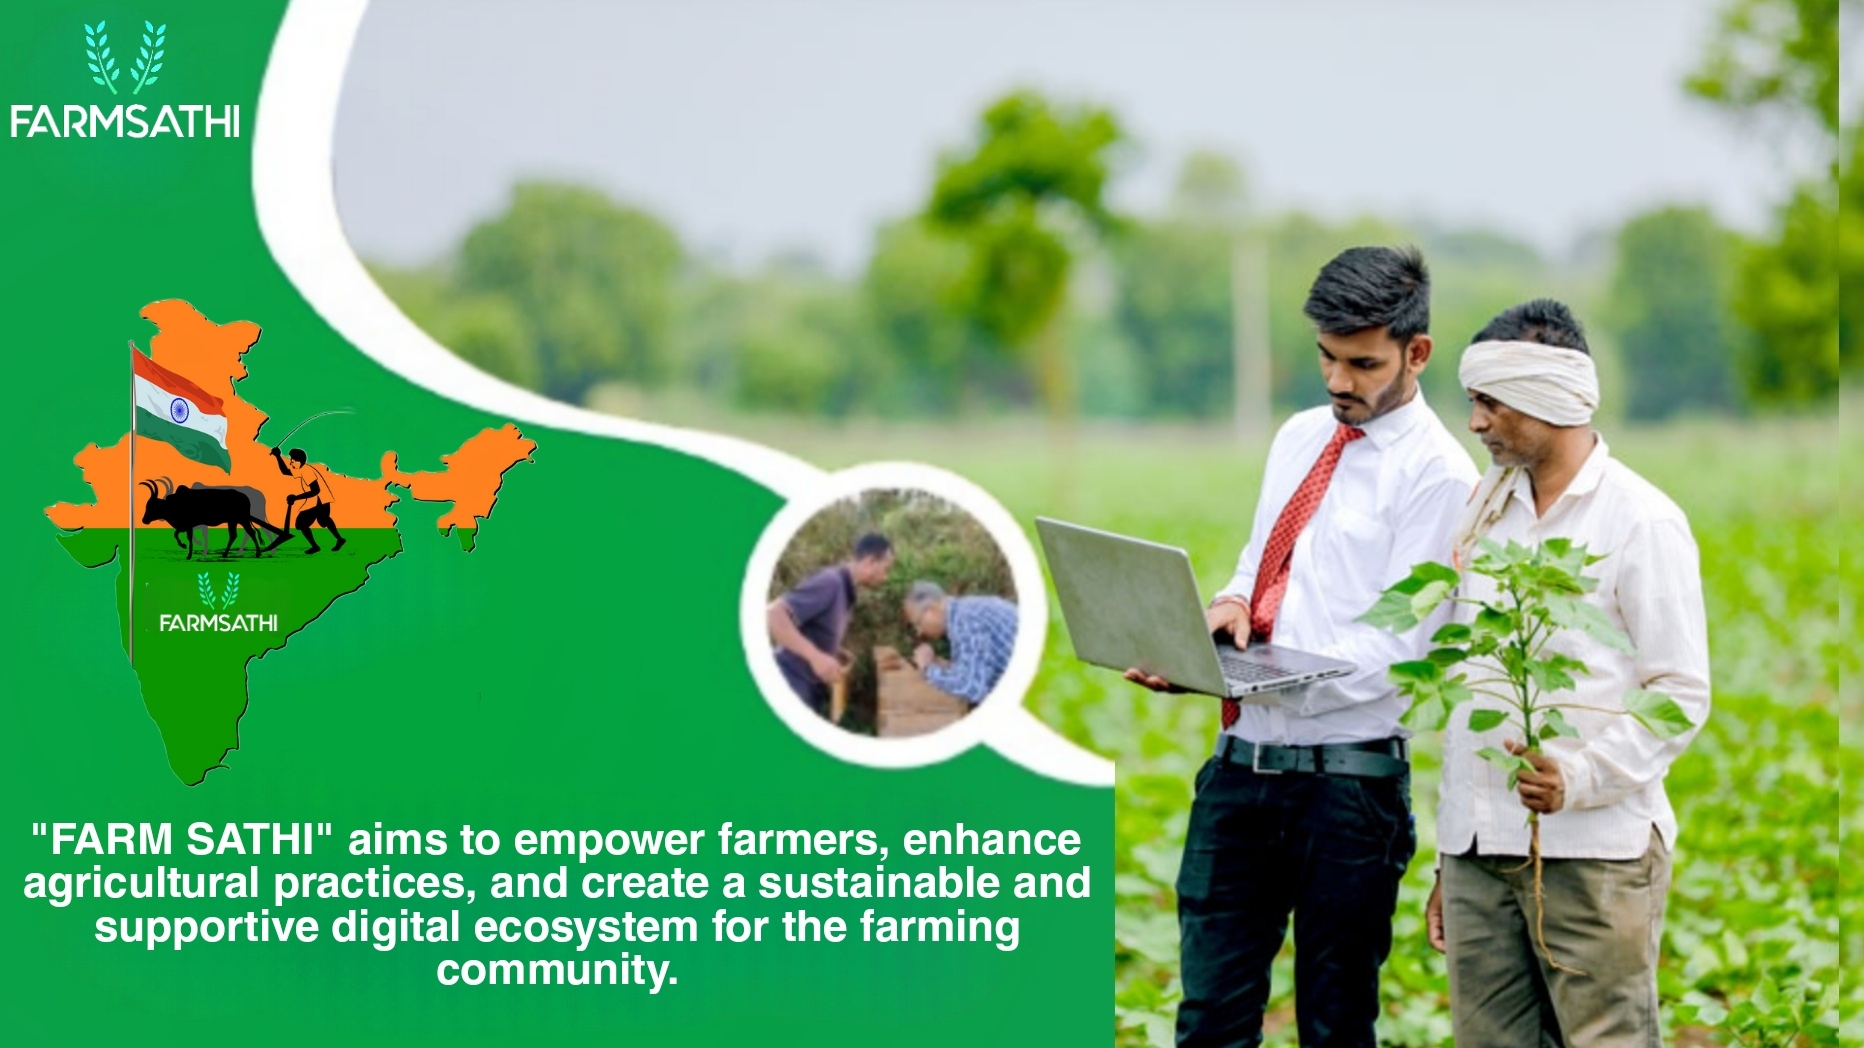 FARMSATHI
FARMSATHI
"FARM SATHI" aims to empower farmers, enhance
agricultural practices, and create a sustainable and
supportive digital ecosystem for the farming
community.